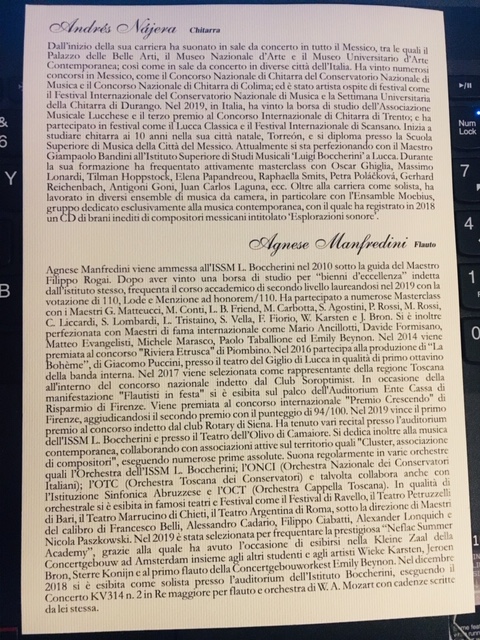 Andrés Nájera Chitarra
Dall'inizio della sua carriera ha suonato in sale da concerto in tutto il Messico, tra le quali il
Palazzo delle Belle Arti, il Museo Nazionale d'Arte e il Museo Universitario d'Arte
Contemporanea; così come in sale da concerto in diverse città dell'Italia. Ha vinto numerosi
concorsi in Messico, come il Concorso Nazionale di Chitarra del Conservatorio Nazionale di
Musica e il Concorso Nazionale di Chitarra di Colima; ed è stato artista ospite di festival come
il Festival Internazionale del Conservatorio Nazionale di Musica e la Settimana Universitaria
della Chitarra di Durango. Nel 2019, in Italia, ha vinto la borsa di studio dell'Associazione
Musicale Lucchese e il terzo premio al Concorso Internazionale di Chitarra di Trento; e ha
partecipato in festival come il Lucca Classica e il Festival Internazionale di Scansano. Inizia a
studiare chitarra ai 10 anni nella sua città natale, Torreón, e si diploma presso la Scuola
Superiore di Musica della Città del Messico. Attualmente si sta perfezionando con il Maestro
Giampaolo Bandini all'Istituto Superiore di Studi Musicali "Luigi Boccherini" a Lucca. Durante
la sua formazione ha frequentato attivamente masterclass con Oscar Ghiglia, Massimo
Lonardi, Tilman Hoppstock, Elena Papandreou, Raphaella Smits, Petra Poláčková, Gerhard
Reichenbach, Antigoni Goni, Juan Carlos Laguna, ecc. Oltre alla carriera come solista, ha
lavorato in diversi ensemble di musica da camera, in particolare con l'Ensamble Moebius,
gruppo dedicato esclusivamente alla musica contemporanea, con il quale ha registrato in 2018
un CD di brani inediti di compositori messicani intitolato 'Esplorazioni sonore'.
Agnese Manfredini Flauto
Agnese Manfredini viene ammessa all'ISSM L. Boccherini nel 2010 sotto la guida del Maestro
Filippo Rogai. Dopo aver vinto una borsa di studio per "bienni d'eccellenza" indetta
dall'istituto stesso, frequenta il corso accademico di secondo livello laureandosi nel 2019 con la
votazione di 110, Lode e Menzione ad honorem/110. Ha partecipato a numerose Masterclass
con i Maestri G. Matteucci, M. Conti, L. B Friend, M. Carbotta, S. Agostini, P. Rossi, M. Rossi,
C. Liccardi, S. Lombardi, L. Tristaino, S. Vella, F. Fiorio, W. Karsten e J. Bron. Si è inoltre
perfezionata con Maestri di fama internazionale come Mario Ancillotti, Davide Formisano,
Matteo Evangelisti, Michele Marasco, Paolo Taballione ed Emily Beynon. Nel 2014 viene
premiata al concorso "Riviera Etrusca" di Piombino. Nel 2016 partecipa alla produzione di "La
Bohème", di Giacomo Puccini, presso il teatro del Giglio di Lucca in qualità di primo ottavino
della banda interna. Nel 2017 viene selezionata come rappresentante della regione Toscana
all'interno del concorso nazionale indetto dal Club Soroptimist. In occasione della
manifestazione "Flautisti in festa" si è esibita sul palco dell'Auditorium Ente Cassa di
Risparmio di Firenze. Viene premiata al concorso internazionale "Premio Crescendo" di
Firenze, aggiudicandosi il secondo premio con il punteggio di 94/100. Nel 2019 vince il primo
premio al concorso indetto dal club Rotary di Siena. Ha tenuto vari recital presso l'auditorium
dell'ISSM L. Boccherini e presso il Teatro dell'Olivo di Camaiore. Si dedica inoltre alla musica
contemporanea, collaborando con associazioni attive sul territorio quali "Cluster, associazione
di compositori", eseguendo numerose prime assolute. Suona regolarmente in varie orchestre
quali l'Orchestra dell'ISSM L. Boccherini; l'ONCI (Orchestra Nazionale dei Conservatori
Italiani); l'OTC (Orchestra Toscana dei Conservatori) e talvolta collabora anche con
l'Istituzione Sinfonica Abruzzese e l'OCT (Orchestra Cappella Toscana). In qualità di
orchestrale si è esibita in famosi teatri e Festival come il Festival di Ravello, il Teatro Petruzzelli
di Bari, il Teatro Marrucino di Chieti, il Teatro Argentina di Roma, sotto la direzione di Maestri
del calibro di Francesco Belli, Alessandro Cadario, Filippo Ciabatti, Alexander Lonquich e
Nicola Paszkowski. Nel 2019 è stata selezionata per frequentare la prestigiosa "Neflac Summer
Academy", grazie alla quale ha avuto l'occasione di esibirsi nella Kleine Zaal della
Concertgebouw ad Amsterdam insieme agli altri studenti e agli artisti Wieke Karsten, Jeroen
Bron, Sterre Konijn e al primo flauto della Concertgebouworkest Emily Beynon. Nel dicembre
2018 si è esibita come solista presso l'auditorium dell'Istituto Boccherini, eseguendo il
Concerto KV314 n. 2 in Re maggiore per flauto e orchestra di W. A. Mozart con cadenze scritte
da lei stessa.
&
6
Y
B
Num
Lock
7
4
1
0